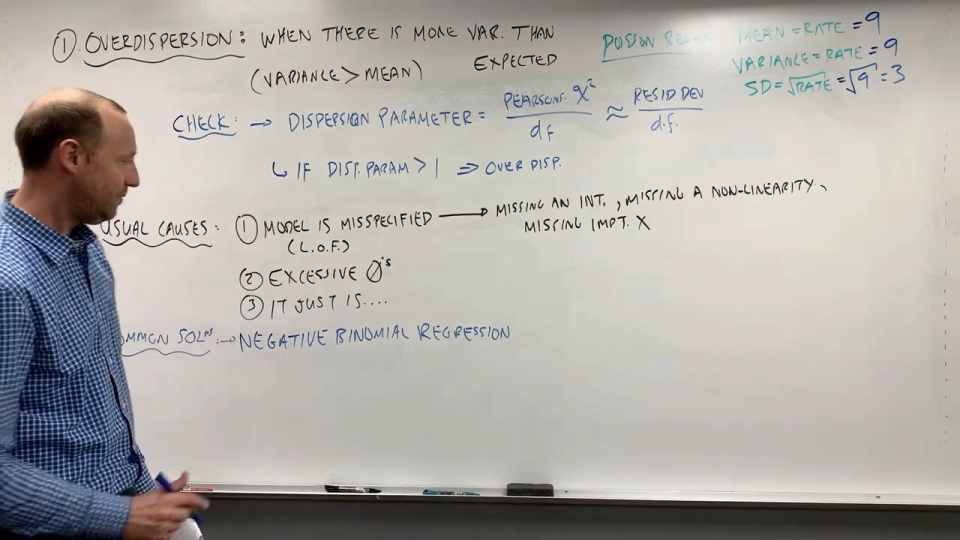 ① OVERDISPERSION: WHEN THERE IS MORE VAR. THAN EXPECTED
(VARIANCE > MEAN)
POISSON
MEAN = RATE = 9
VARIANCE = RATE = 9
SD = √RATE = √9 = 3
CHECK: → DISPERSION PARAMETER = PEARSONS χ² / df ≈ RESID DEV / d.f.
↳ IF DISP. PARAM > 1 ⇒ OVER DISP.
USUAL CAUSES: ① MODEL IS MISSPECIFIED → MISSING AN INT., MISSING A NON-LINEARITY,
(L.O.F.) MISSING IMPT. X
② EXCESSIVE 0's
③ IT JUST IS....
OMMON SOLNS: → NEGATIVE BINOMIAL REGRESSION